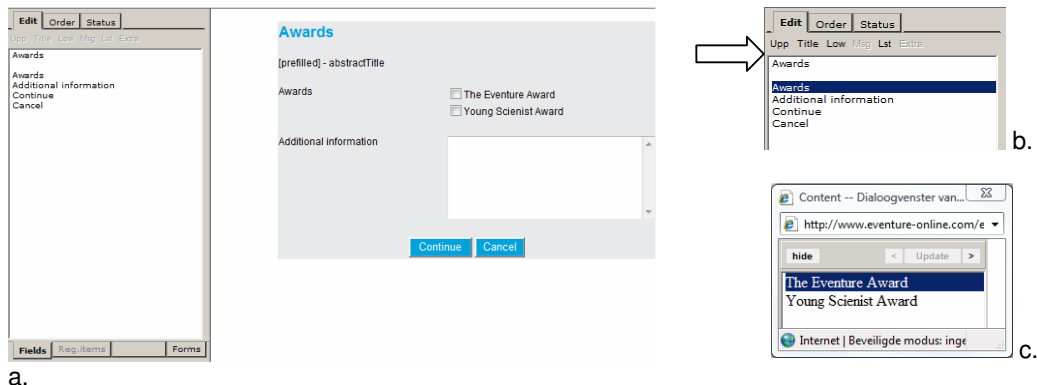 Edit Order Status
Upp Title Low Msg Lst Extra
Awards
Awards
Additional information
Continue
Cancel
Fields Reg.items Forms
Awards
[prefilled] - abstractTitle
Awards
The Eventure Award
Young Scienist Award
Additional information
Continue Cancel
a.
Edit Order Status
Upp Title Low Msg Lst Extra
Awards
Awards
Additional information
Continue
Cancel
b.
Content -- Dialoogvenster van...
http://www.eventure-online.com/e
hide < Update >
The Eventure Award
Young Scienist Award
Internet | Beveiligde modus: inge
c.